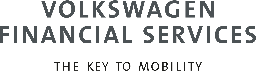 VOLKSWAGEN
FINANCIAL SERVICES
THE KEY TO MOBILITY